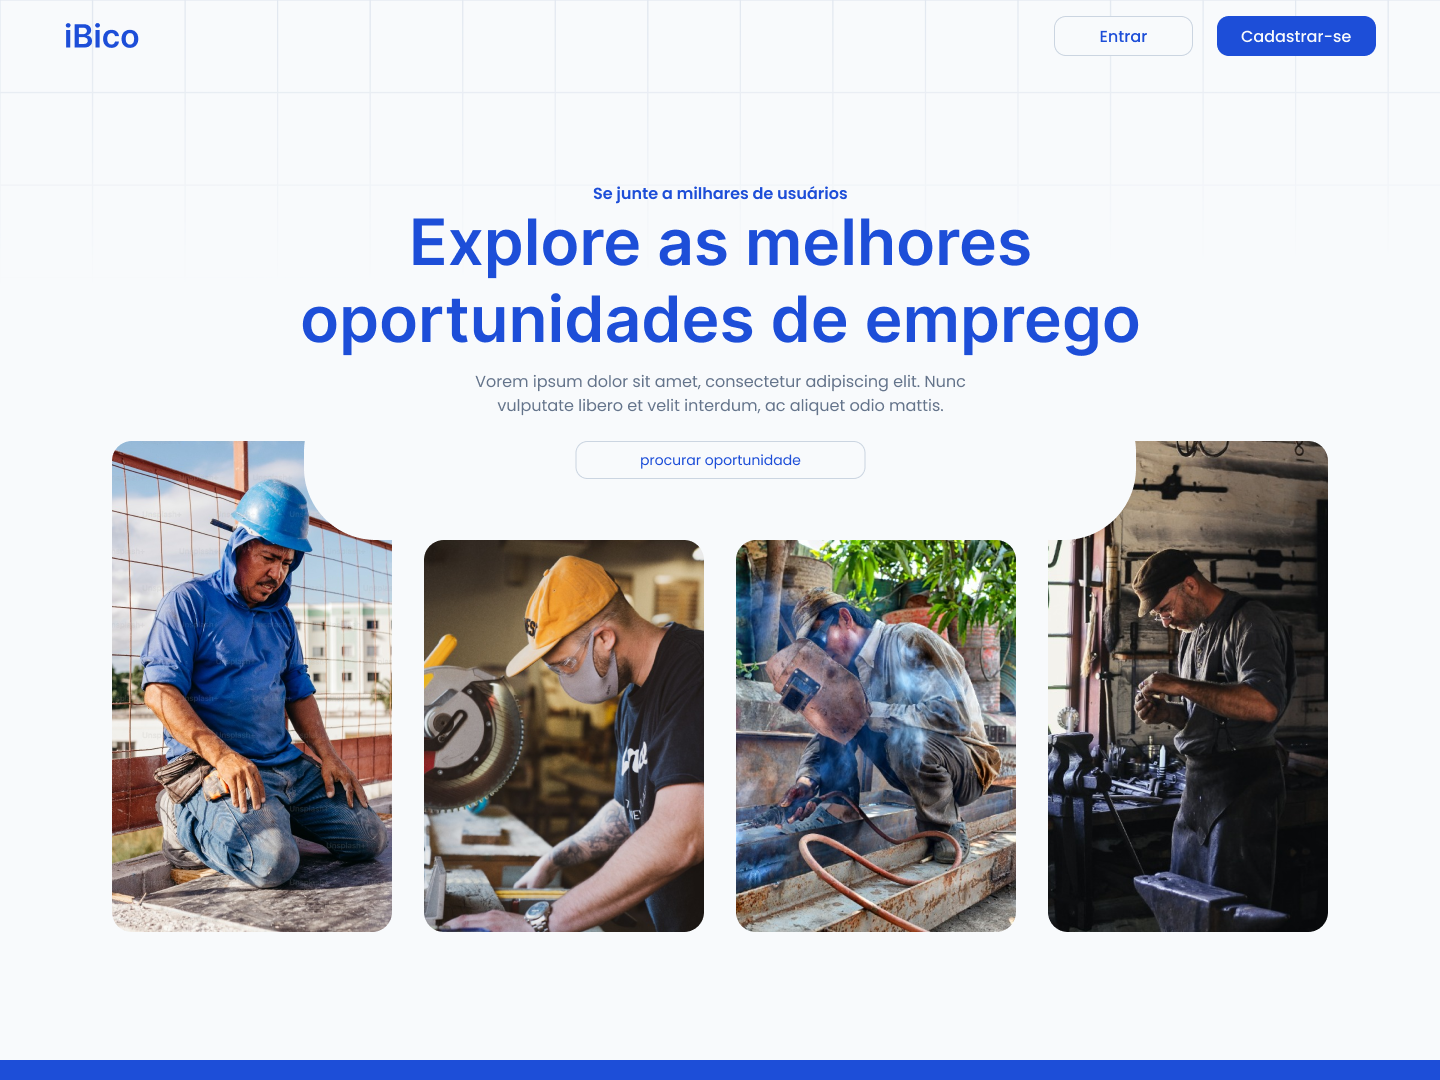 iBico
Entrar
Cadastrar-se
Se junte a milhares de usuários
Explore as melhores
oportunidades de emprego
Vorem ipsum dolor sit amet, consectetur adipiscing elit. Nunc
vulputate libero et velit interdum, ac aliquet odio mattis.
procurar oportunidade